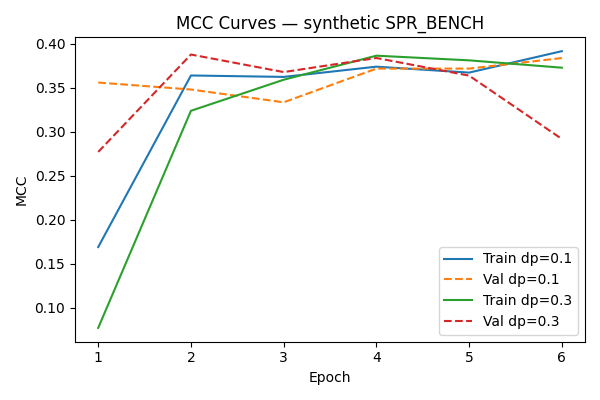 MCC Curves — synthetic SPR_BENCH
MCC
0.40
0.35
0.30
0.25
0.20
0.15
0.10
1 2 3 4 5 6
Epoch
Train dp=0.1
Val dp=0.1
Train dp=0.3
Val dp=0.3